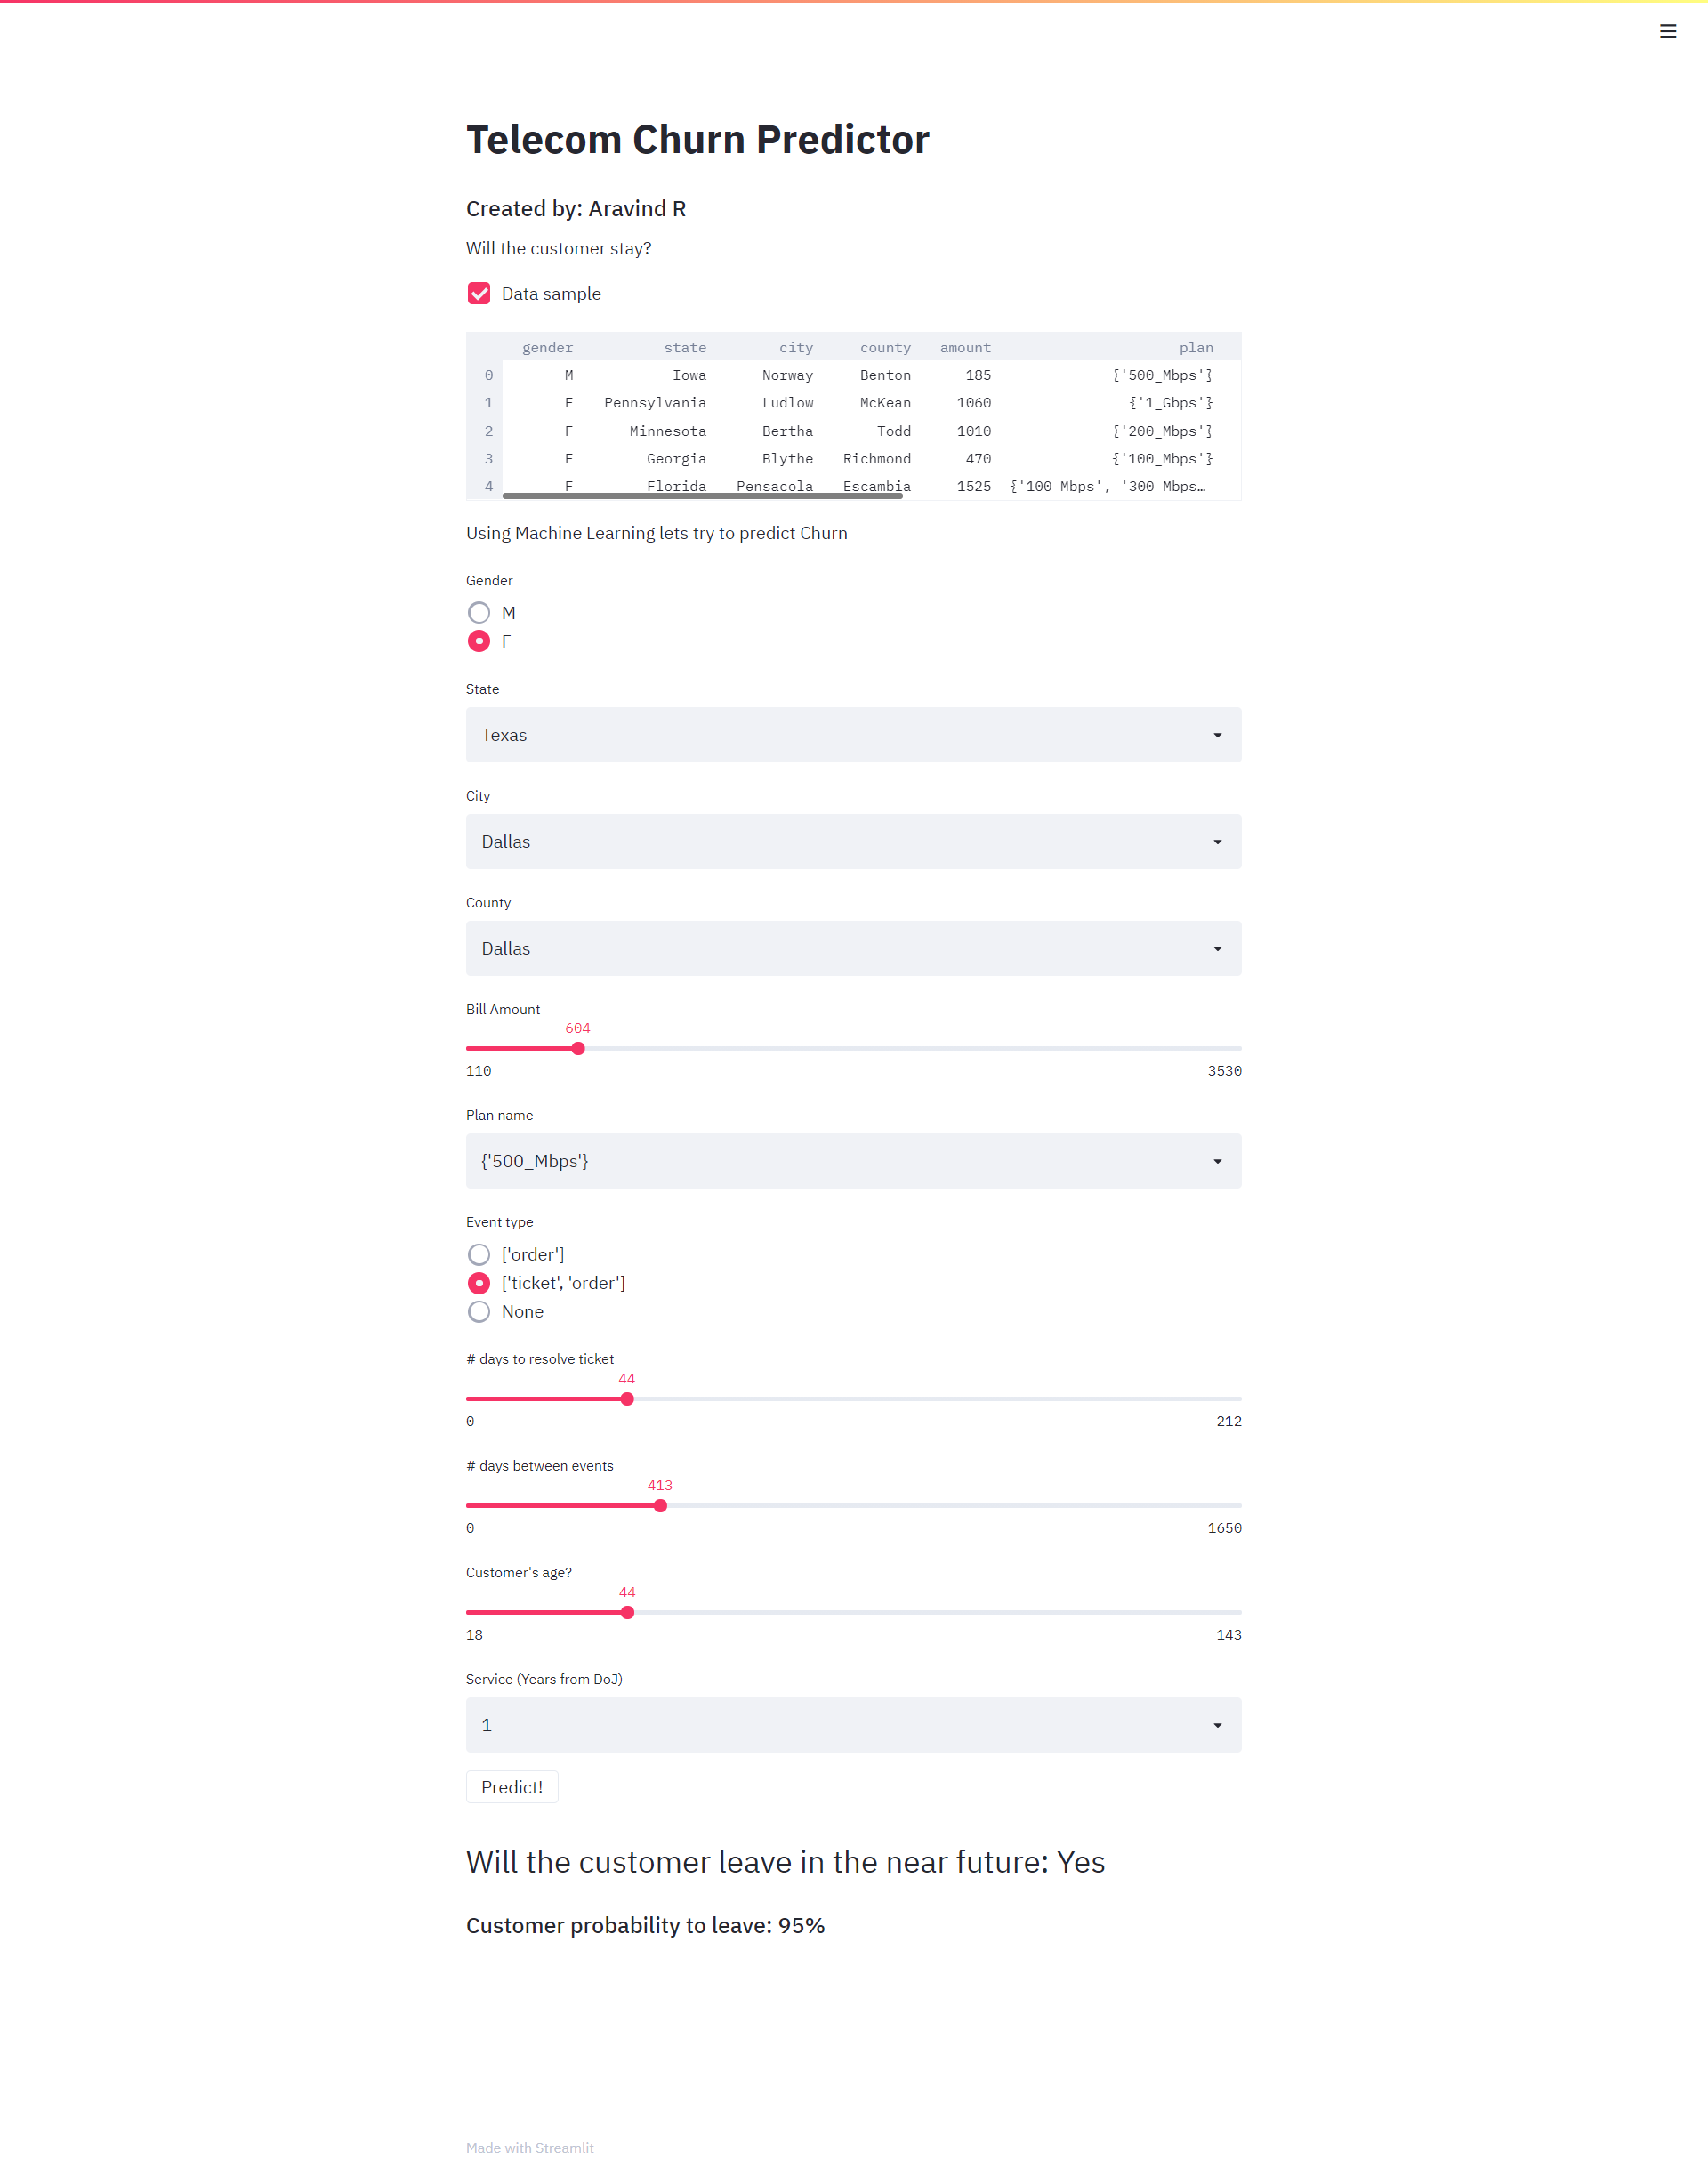 Telecom Churn Predictor
Created by: Aravind R
Will the customer stay?
Data sample
gender state city county amount plan
0 M Iowa Norway Benton 185 {'500_Mbps'}
1 F Pennsylvania Ludlow McKean 1060 {'1_Gbps'}
2 F Minnesota Bertha Todd 1010 {'200_Mbps'}
3 F Georgia Blythe Richmond 470 {'100_Mbps'}
4 F Florida Pensacola Escambia 1525 {'100 Mbps', '300 Mbps…
Using Machine Learning lets try to predict Churn
Gender
M
F
State
Texas
City
Dallas
County
Dallas
Bill Amount
604
110 3530
Plan name
{'500_Mbps'}
Event type
['order']
['ticket', 'order']
None
# days to resolve ticket
44
0 212
# days between events
413
0 1650
Customer's age?
44
18 143
Service (Years from DoJ)
1
Predict!
Will the customer leave in the near future: Yes
Customer probability to leave: 95%
Made with Streamlit